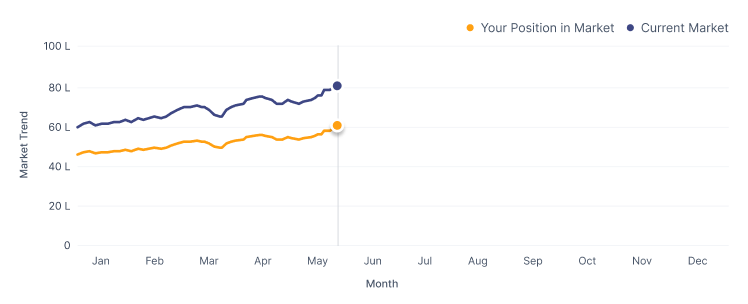 Your Position in Market Current Market
100 L
80 L
60 L
40 L
20 L
0
Market Trend
Jan Feb Mar Apr May Jun Jul Aug Sep Oct Nov Dec
Month